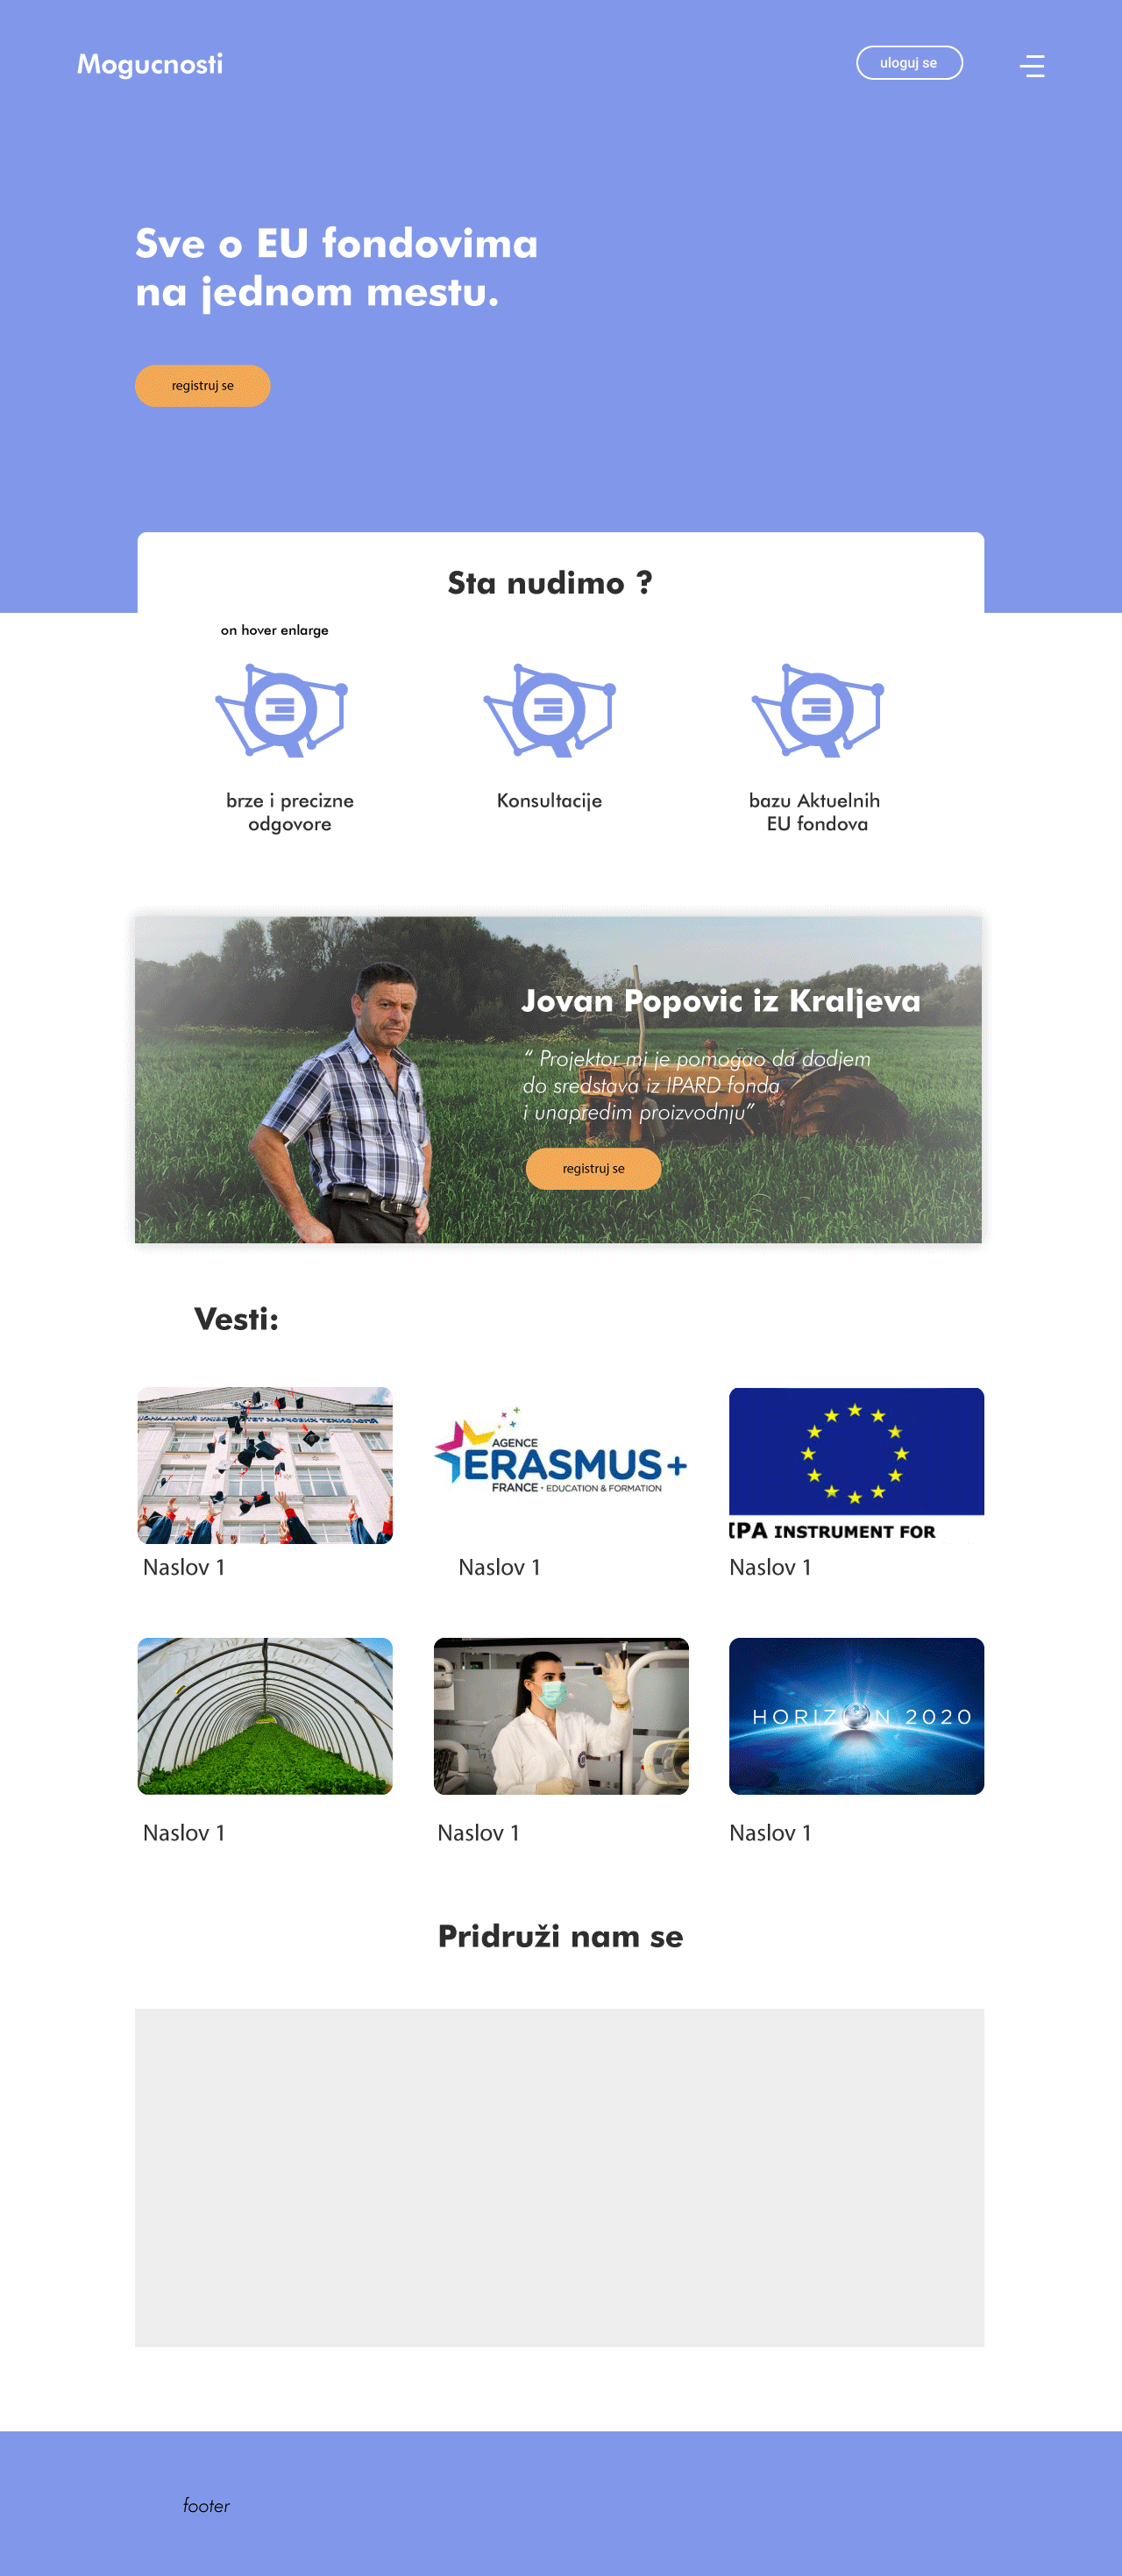 Mogucnosti
uloguj se
Sve o EU fondovima
na jednom mestu.
registruj se
Sta nudimo ?
on hover enlarge
brze i precizne
odgovore
Konsultacije
bazu Aktuelnih
EU fondova
Jovan Popovic iz Kraljeva
“ Projektor mi je pomogao da dodjem
do sredstava iz IPARD fonda
i unapredim proizvodnju”
registruj se
Vesti:
AGENCE
ERASMUS+
FRANCE • EDUCATION & FORMATION
IPA INSTRUMENT FOR
Naslov 1
Naslov 1
Naslov 1
HORIZON 2020
Naslov 1
Naslov 1
Naslov 1
Pridruži nam se
footer